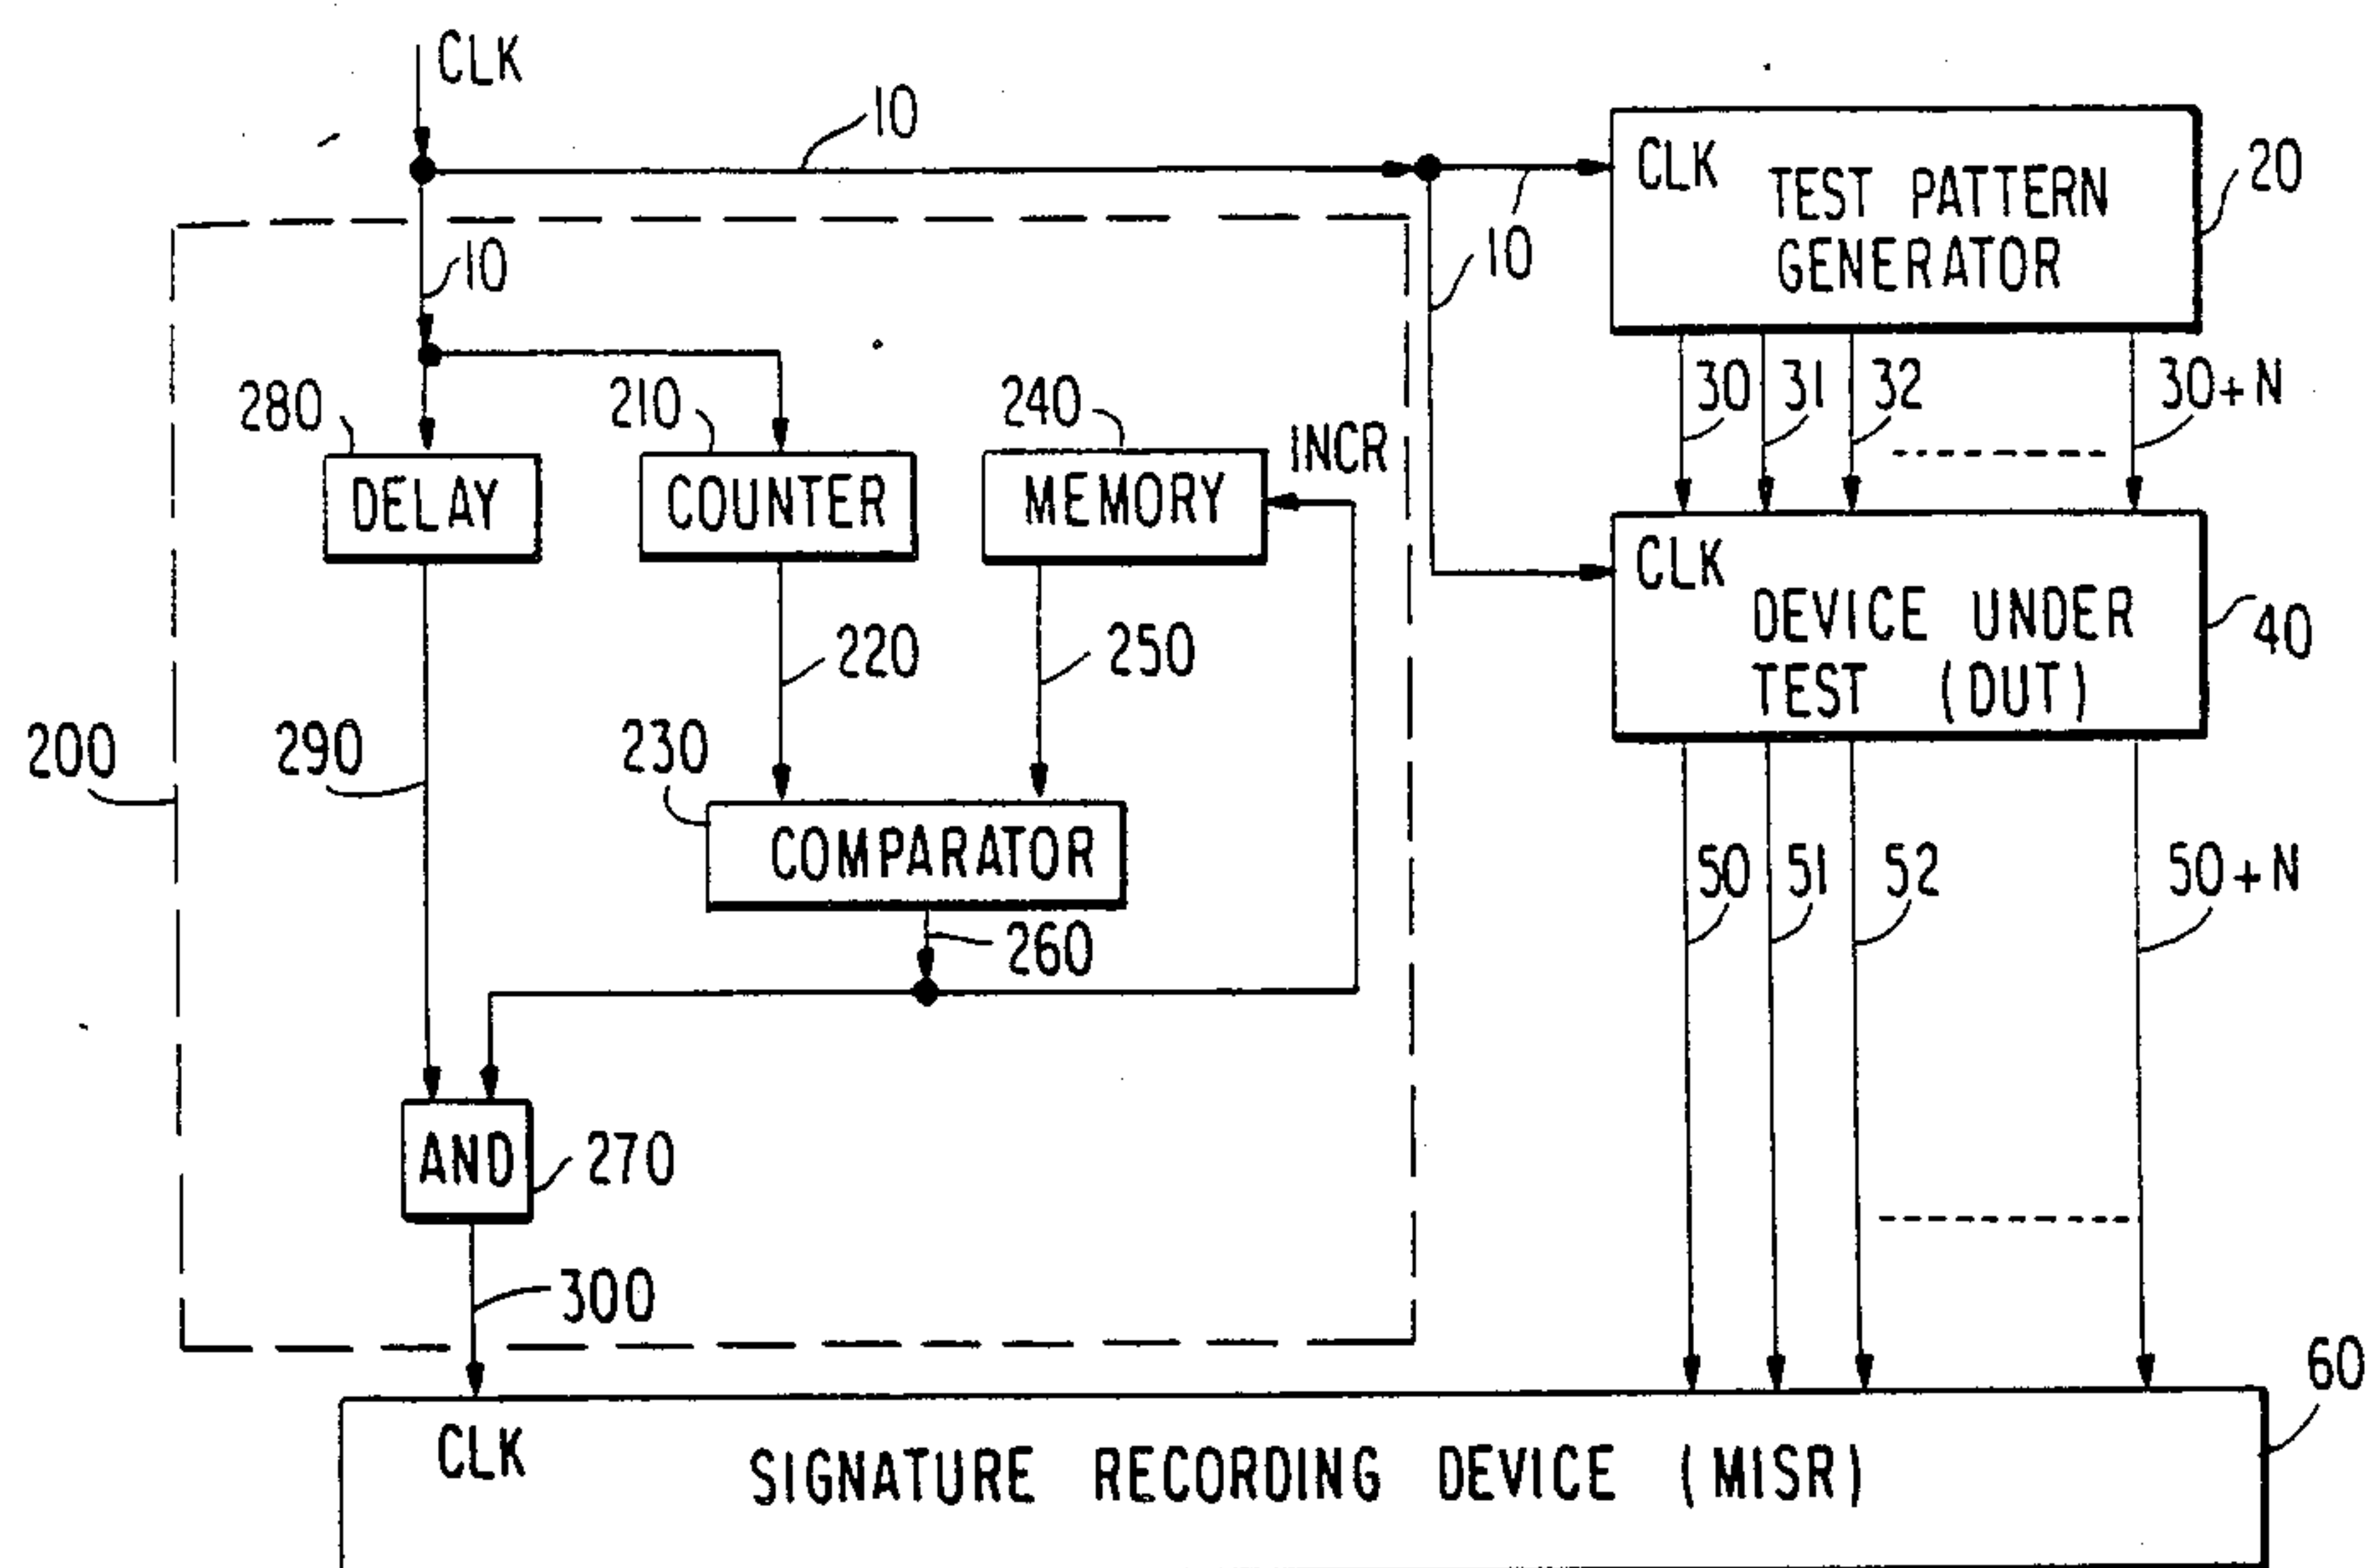 CLK
10
CLK TEST PATTERN
GENERATOR
20
10
10
280
210
240
INCR
30
31
32
30+N
DELAY
COUNTER
MEMORY
CLK
DEVICE UNDER
TEST (DUT)
40
220
250
200
290
230
COMPARATOR
50
51
52
50+N
260
AND
270
300
60
CLK
SIGNATURE RECORDING DEVICE (MISR)